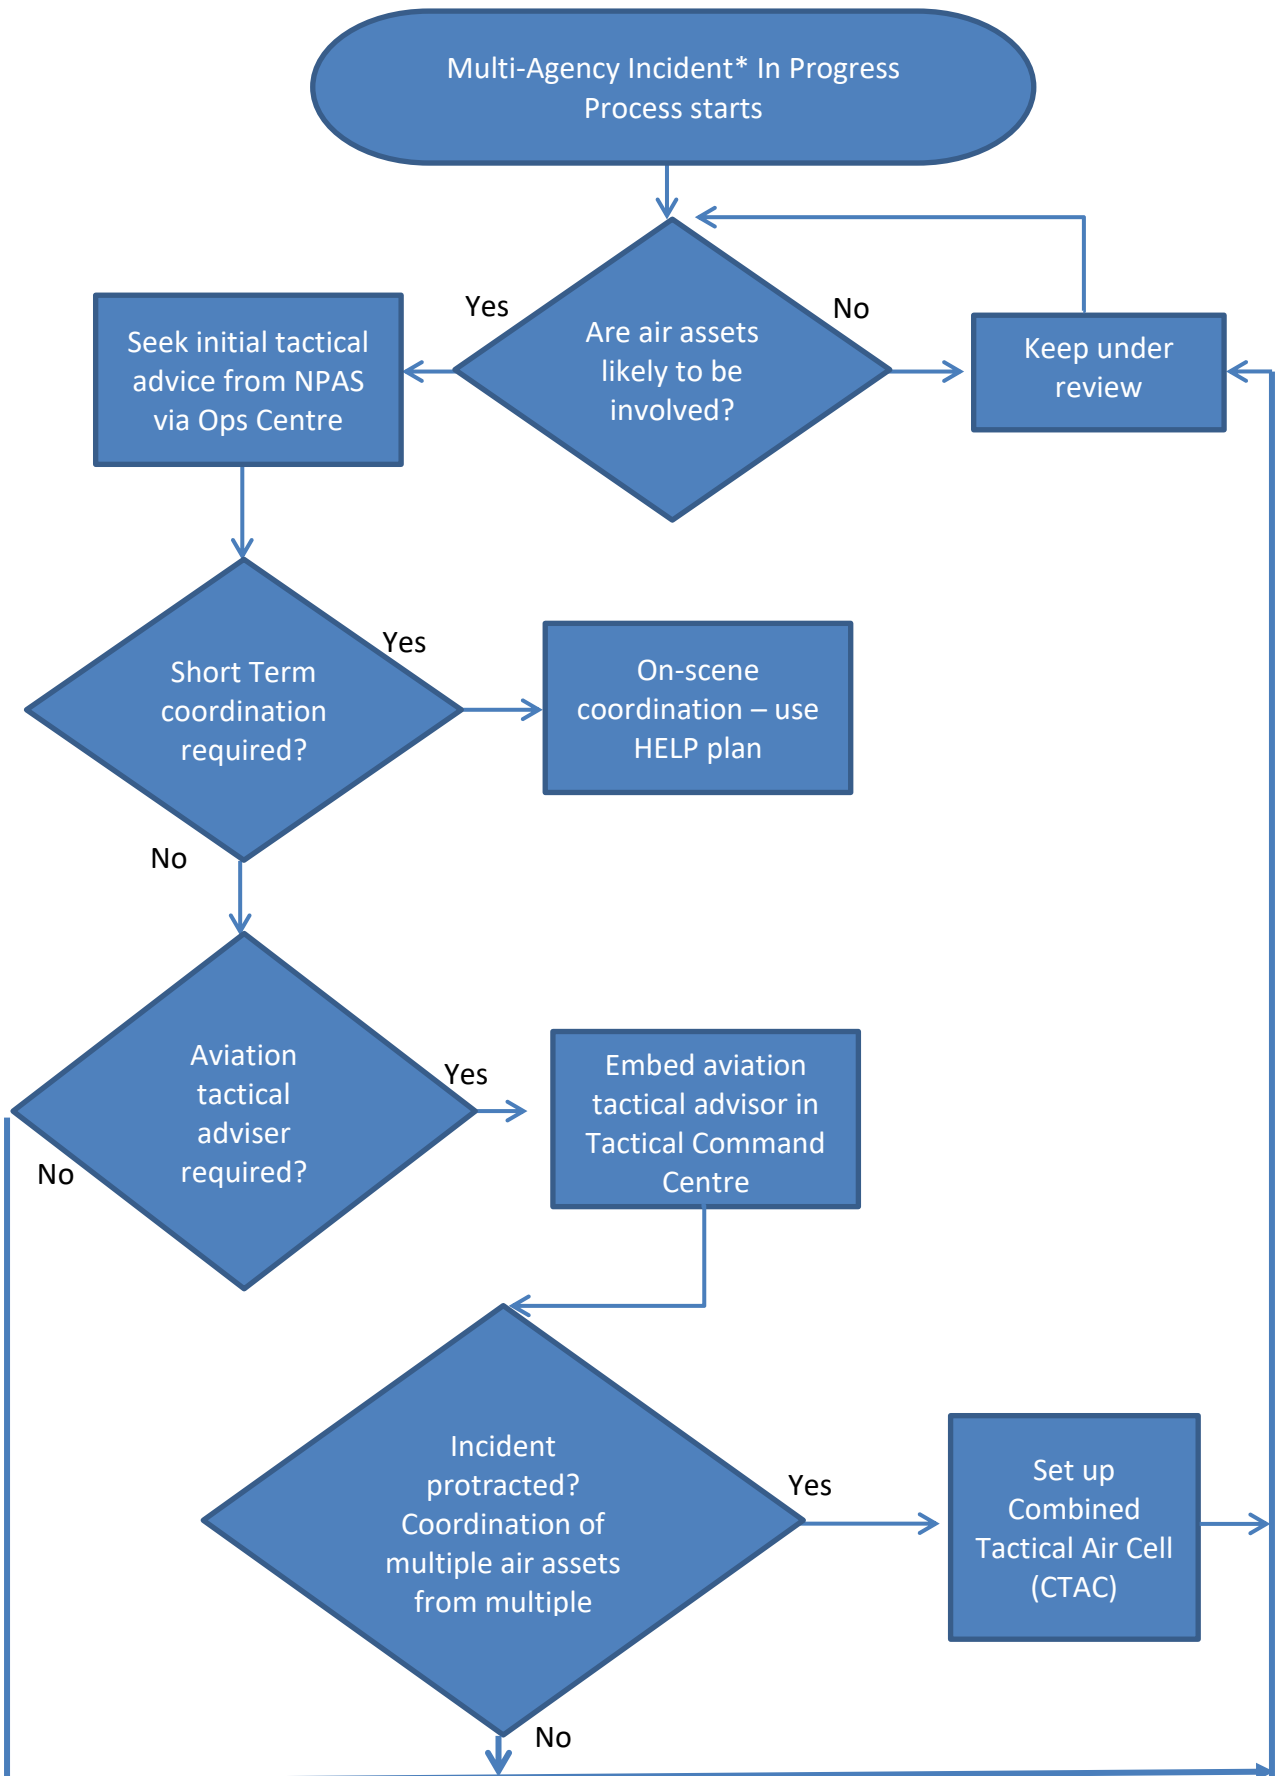 Multi-Agency Incident* In Progress
Process starts
Yes
No
Seek initial tactical
advice from NPAS
via Ops Centre
Are air assets
likely to be
involved?
Keep under
review
Yes
Short Term
coordination
required?
On-scene
coordination – use
HELP plan
No
Aviation
tactical
adviser
required?
Yes
No
Embed aviation
tactical advisor in
Tactical Command
Centre
Incident
protracted?
Coordination of
multiple air assets
from multiple
Yes
Set up
Combined
Tactical Air Cell
(CTAC)
No